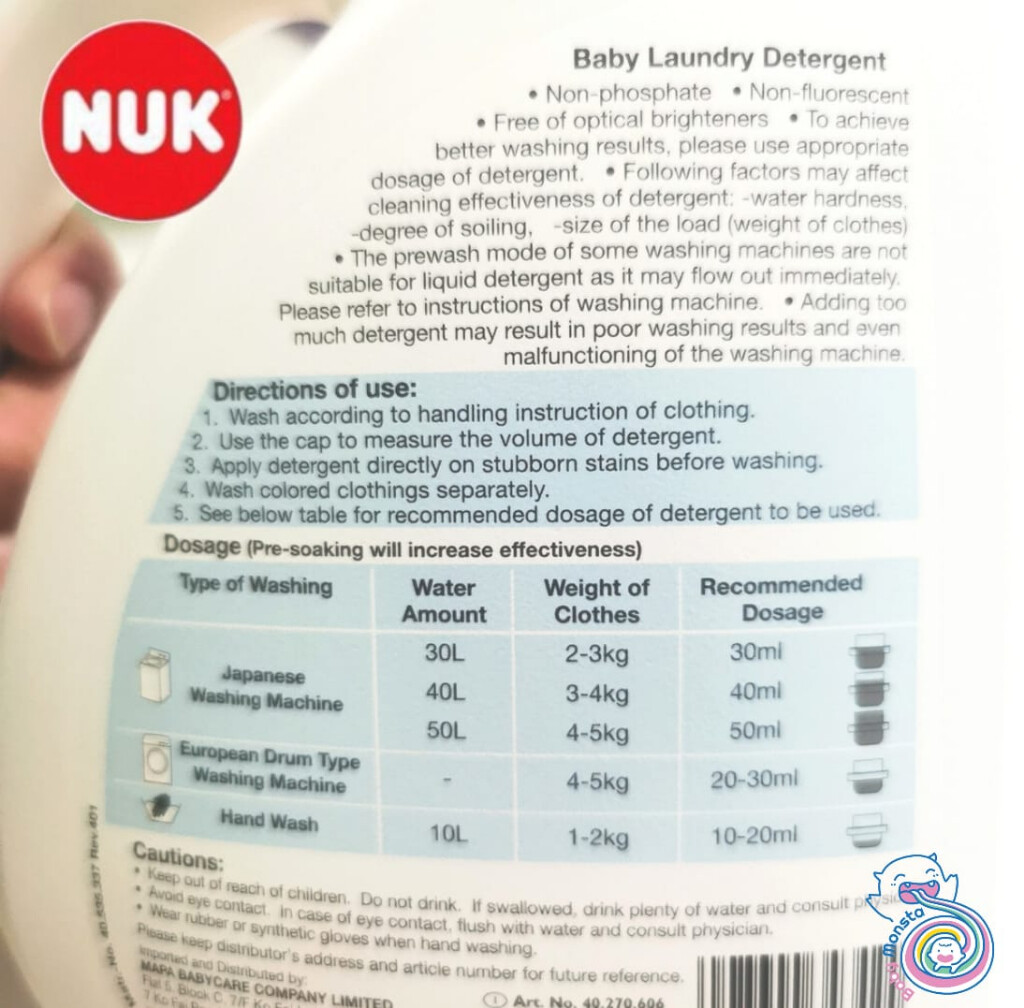 NUK
Baby Laundry Detergent
• Non-phosphate • Non-fluorescent
• Free of optical brighteners • To achieve
better washing results, please use appropriate
dosage of detergent. • Following factors may affect
cleaning effectiveness of detergent: -water hardness,
-degree of soiling, -size of the load (weight of clothes)
• The prewash mode of some washing machines are not
suitable for liquid detergent as it may flow out immediately.
Please refer to instructions of washing machine. • Adding too
much detergent may result in poor washing results and even
malfunctioning of the washing machine.
Directions of use:
1. Wash according to handling instruction of clothing.
2. Use the cap to measure the volume of detergent.
3. Apply detergent directly on stubborn stains before washing.
4. Wash colored clothings separately.
5. See below table for recommended dosage of detergent to be used.
Dosage (Pre-soaking will increase effectiveness)
Type of Washing Water Amount Weight of Clothes Recommended Dosage
Japanese Washing Machine
30L 2-3kg 30ml
40L 3-4kg 40ml
50L 4-5kg 50ml
European Drum Type Washing Machine - 4-5kg 20-30ml
Hand Wash 10L 1-2kg 10-20ml
Cautions:
• Keep out of reach of children. Do not drink. If swallowed, drink plenty of water and consult
• Avoid eye contact. In case of eye contact, flush with water and consult physician.
• Wear rubber or synthetic gloves when hand washing.
Please keep distributor's address and article number for future reference.
Imported and Distributed by:
MAPA BABYCARE COMPANY LIMITED
Flat 5, Block C, 7/F
Art. No. 40.270.606
monsta